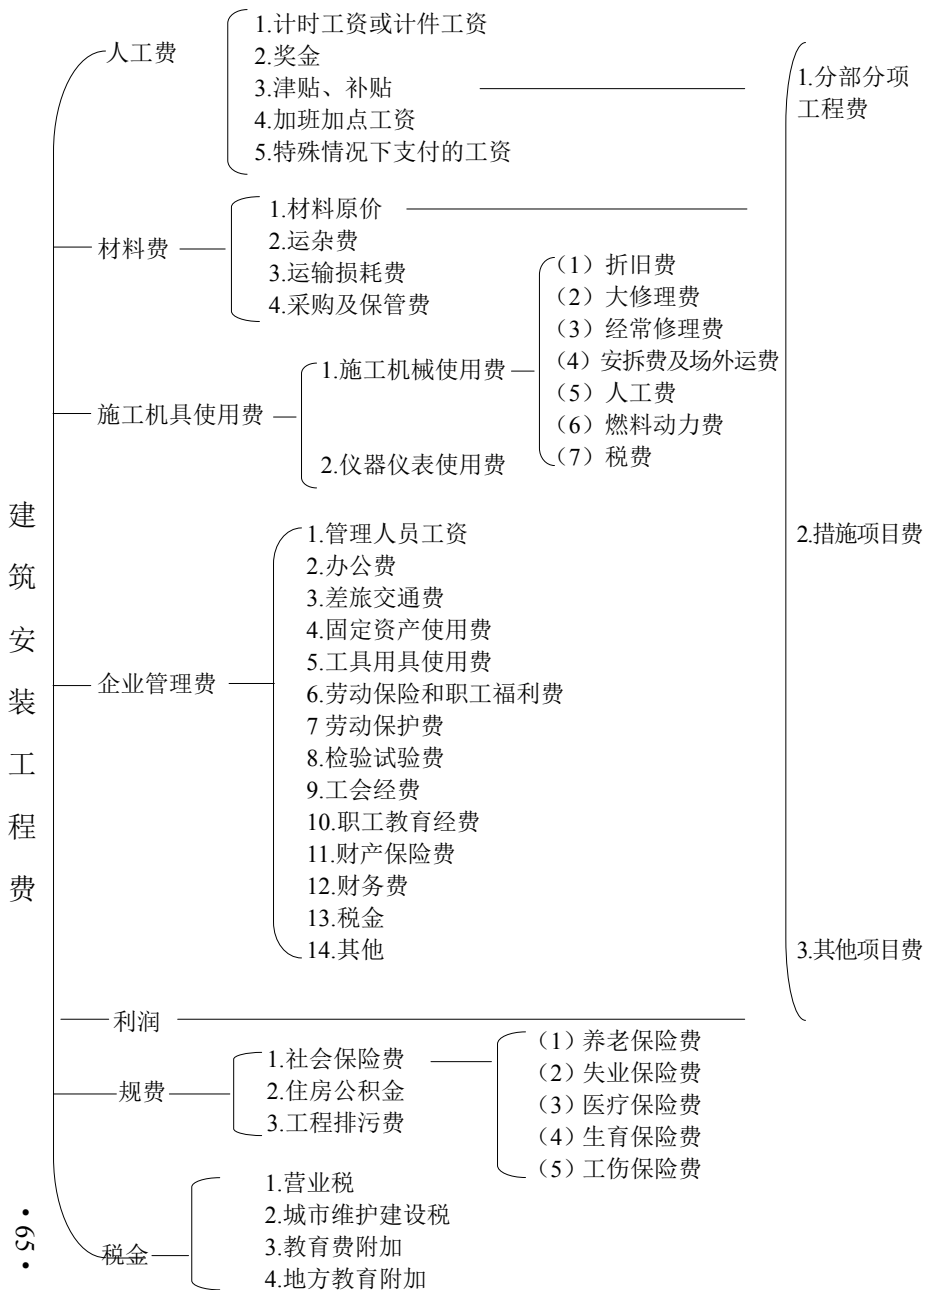 建筑安装工程费
人工费
1.计时工资或计件工资
2.奖金
3.津贴、补贴
4.加班加点工资
5.特殊情况下支付的工资
材料费
1.材料原价
2.运杂费
3.运输损耗费
4.采购及保管费
施工机具使用费
1.施工机械使用费
（1）折旧费
（2）大修理费
（3）经常修理费
（4）安拆费及场外运费
（5）人工费
（6）燃料动力费
（7）税费
2.仪器仪表使用费
企业管理费
1.管理人员工资
2.办公费
3.差旅交通费
4.固定资产使用费
5.工具用具使用费
6.劳动保险和职工福利费
7 劳动保护费
8.检验试验费
9.工会经费
10.职工教育经费
11.财产保险费
12.财务费
13.税金
14.其他
利润
规费
1.社会保险费
（1）养老保险费
（2）失业保险费
（3）医疗保险费
（4）生育保险费
（5）工伤保险费
2.住房公积金
3.工程排污费
税金
1.营业税
2.城市维护建设税
3.教育费附加
4.地方教育附加
1.分部分项
工程费
2.措施项目费
3.其他项目费
• 65 •